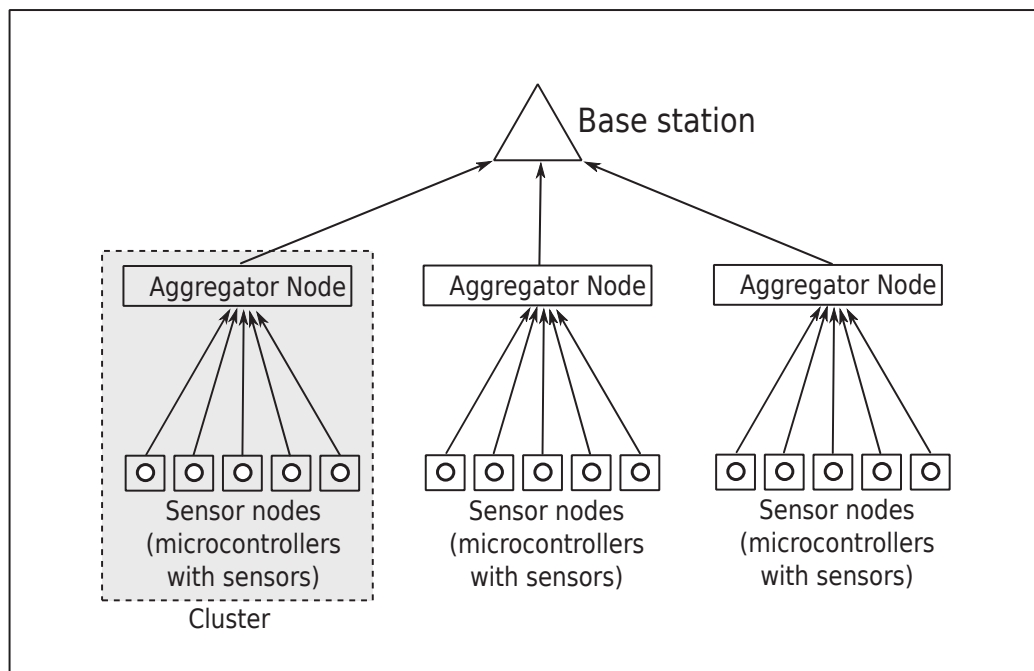 Base station
Aggregator Node
Aggregator Node
Aggregator Node
Sensor nodes
(microcontrollers
with sensors)
Sensor nodes
(microcontrollers
with sensors)
Sensor nodes
(microcontrollers
with sensors)
Cluster